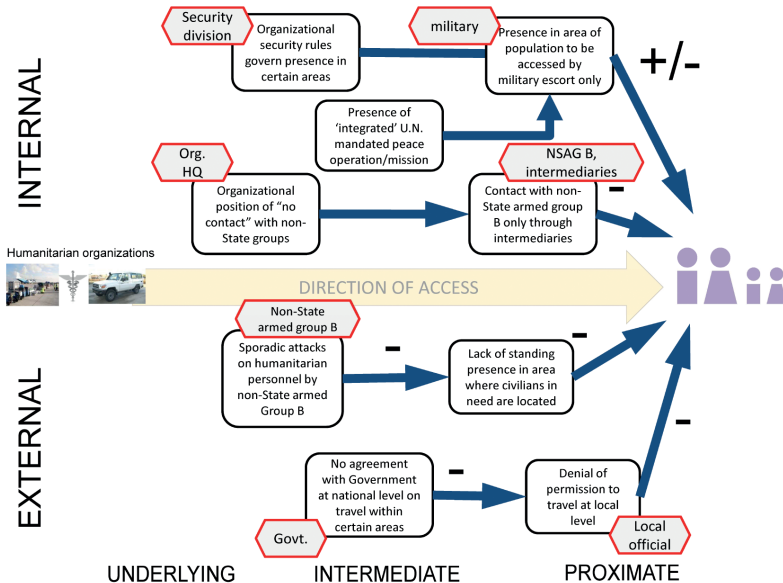 INTERNAL
Security
division
Organizational
security rules
govern presence in
certain areas
military
Presence in area of
population to be
accessed by
military escort only
+/-
Presence of
‘integrated’ U.N.
mandated peace
operation/mission
Org.
HQ
Organizational
position of “no
contact” with non-
State groups
NSAG B,
intermediaries
Contact with non-
State armed group
B only through
intermediaries
-
Humanitarian organizations
DIRECTION OF ACCESS
EXTERNAL
Non-State
armed group B
Sporadic attacks
on humanitarian
personnel by
non-State armed
Group B
-
Lack of standing
presence in area
where civilians in
need are located
-
No agreement
with Government
at national level on
travel within
certain areas
Govt.
-
Denial of
permission to
travel at local
level
Local
official
-
UNDERLYING
INTERMEDIATE
PROXIMATE